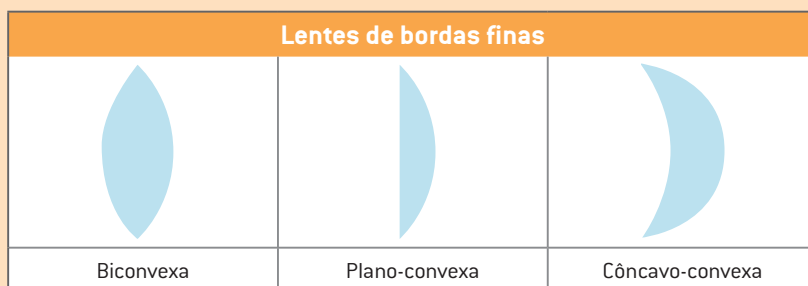 Lentes de bordas finas
Biconvexa
Plano-convexa
Côncavo-convexa